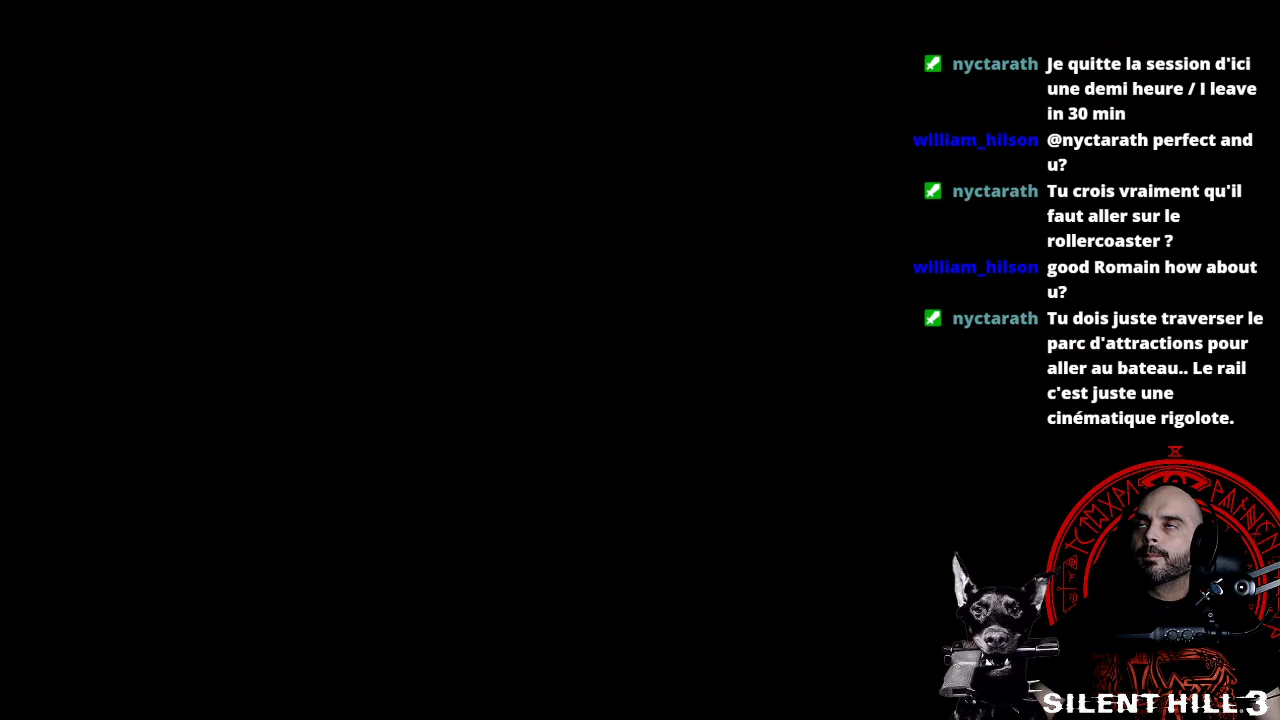 nyctarath Je quitte la session d'ici
une demi heure / I leave
in 30 min
william_hilson @nyctarath perfect and
u?
nyctarath Tu crois vraiment qu'il
faut aller sur le
rollercoaster ?
william_hilson good Romain how about
u?
nyctarath Tu dois juste traverser le
parc d'attractions pour
aller au bateau.. Le rail
c'est juste une
cinématique rigolote.
SILENT HILL 3